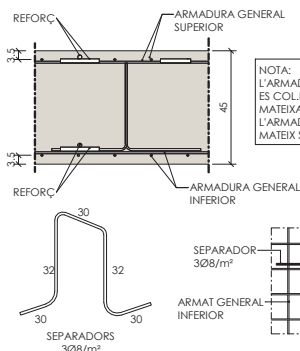 REFORÇ
ARMADURA GENERAL
SUPERIOR
3.5
45
3.5
REFORÇ
ARMADURA GENERAL
INFERIOR
NOTA:
L'ARMAD
ES COL.
MATEIXA
L'ARMAD
MATEIX S
30
32
32
30
30
SEPARADORS
3Ø8/m²
SEPARADOR
3Ø8/m²
ARMAT GENERAL
INFERIOR